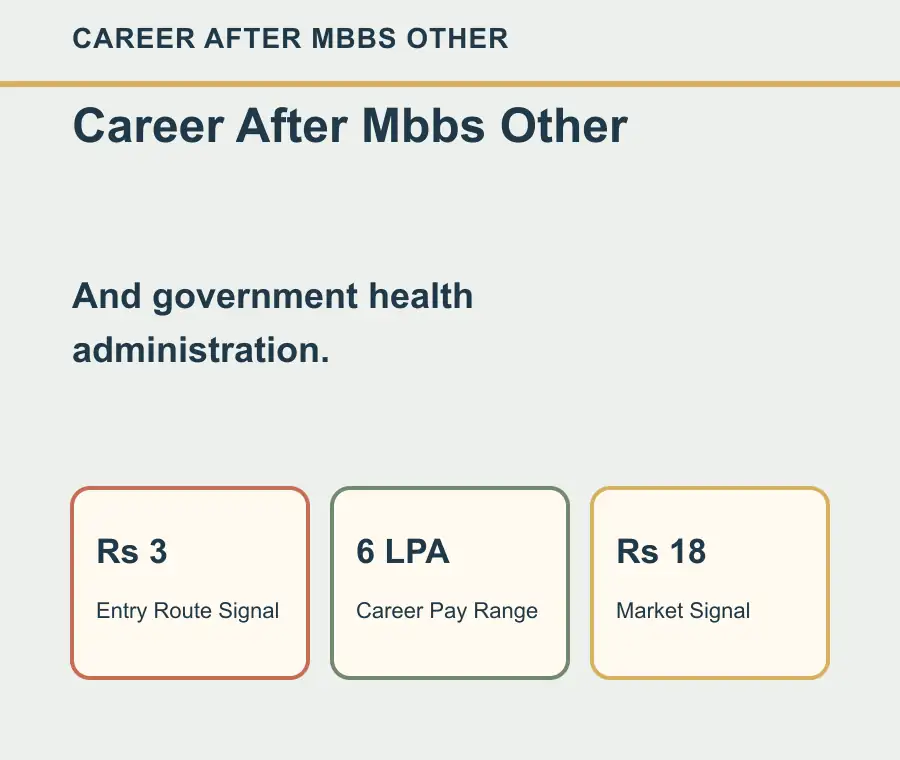 CAREER AFTER MBBS OTHER
Career After Mbbs Other
And government health
administration.
Rs 3
Entry Route Signal
6 LPA
Career Pay Range
Rs 18
Market Signal